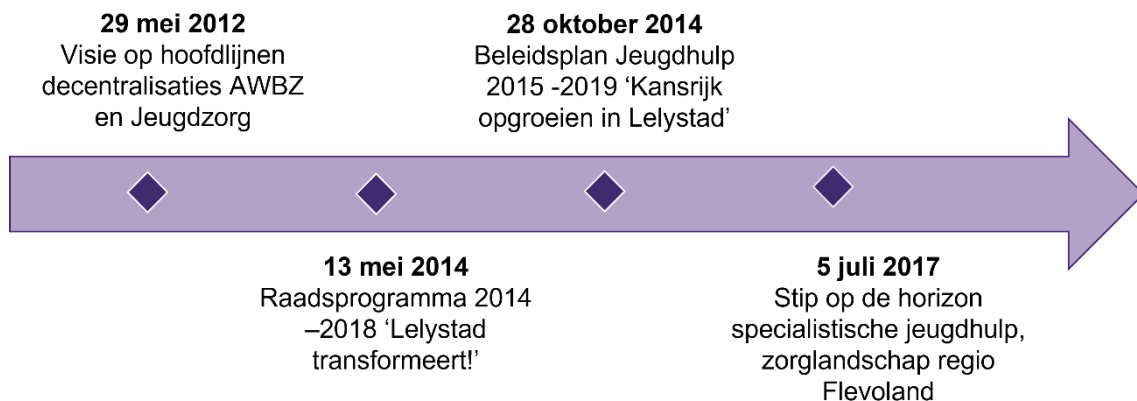 29 mei 2012
Visie op hoofdlijnen
decentralisaties AWBZ
en Jeugdzorg
28 oktober 2014
Beleidsplan Jeugdhulp
2015 -2019 ‘Kansrijk
opgroeien in Lelystad’
13 mei 2014
Raadsprogramma 2014
–2018 ‘Lelystad
transformeert!’
5 juli 2017
Stip op de horizon
specialistische jeugdhulp,
zorglandschap regio
Flevoland